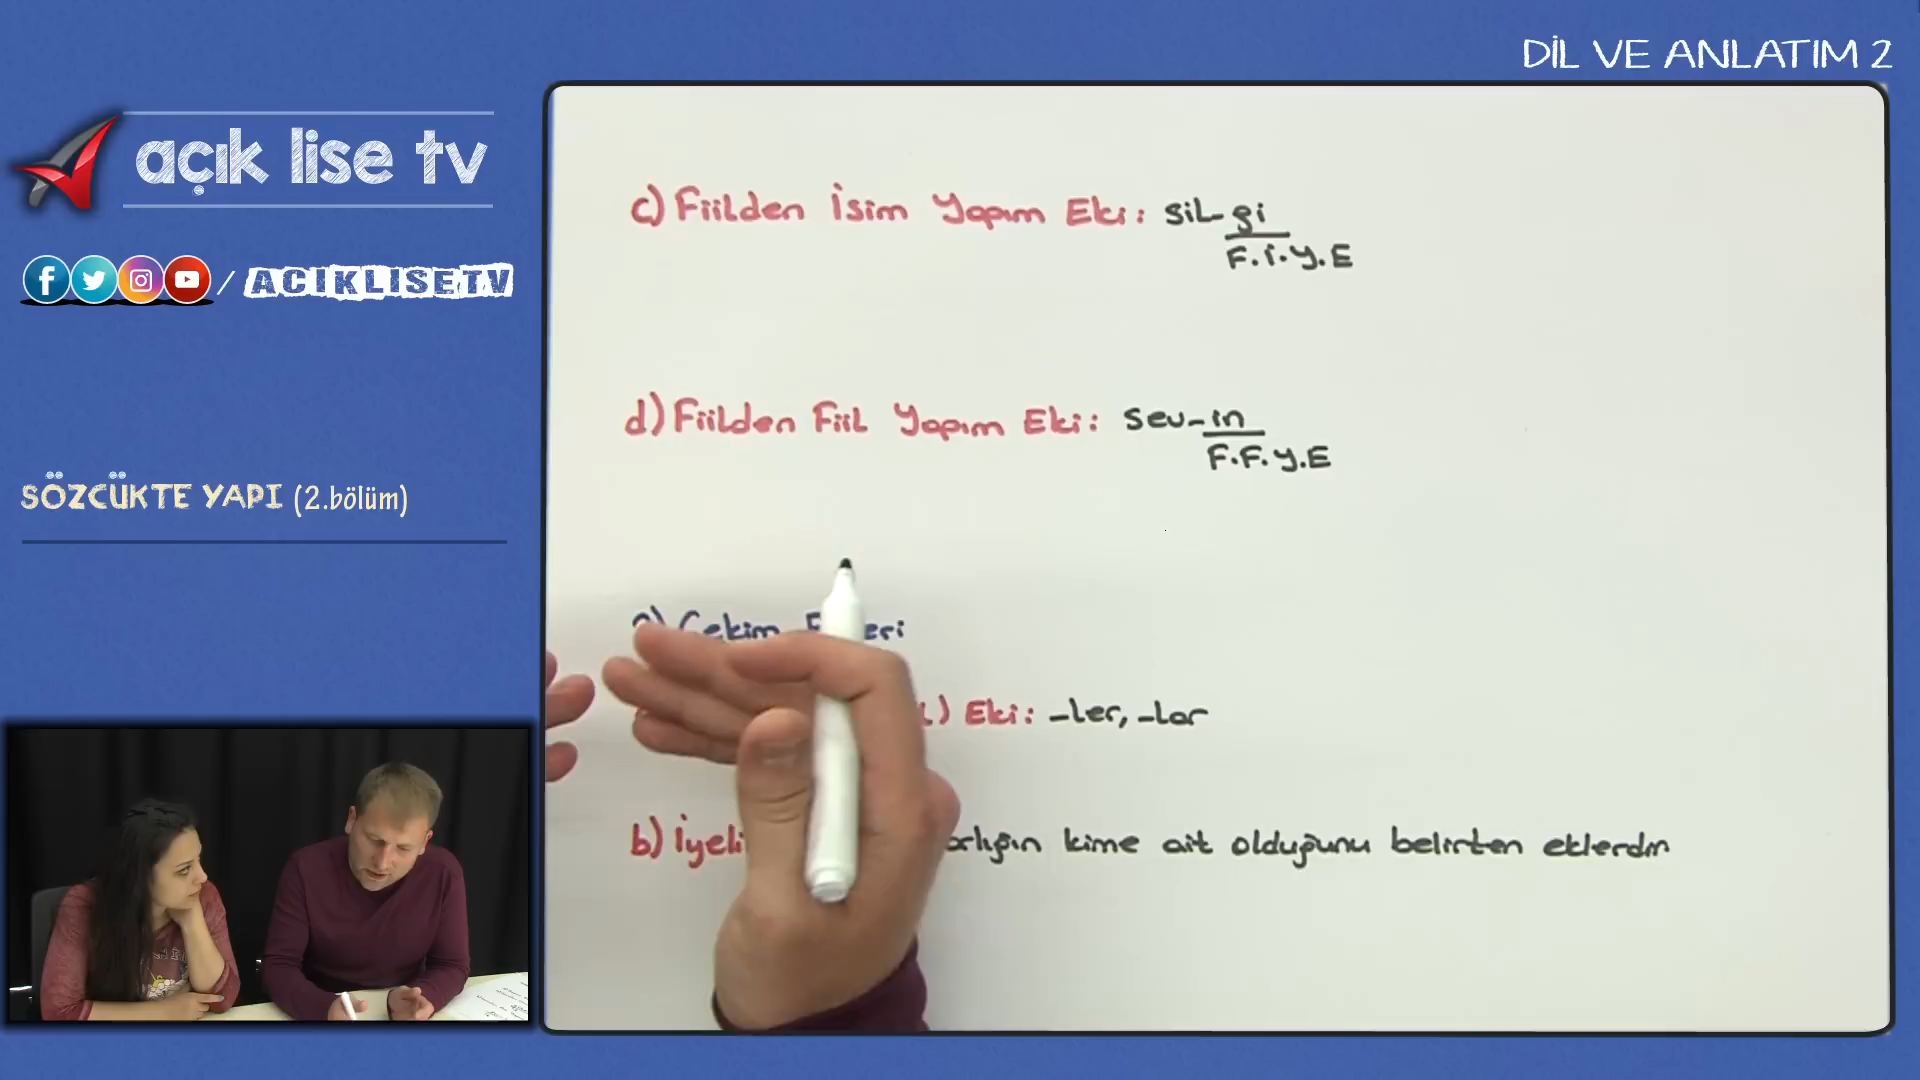 DİL VE ANLATIM 2
açık lise tv
/ ACIKLISETV
SÖZCÜKTE YAPI (2.bölüm)
c) Fiilden İsim Yapım Eki: sil-gi
F.i.y.E
d) Fiilden Fiil Yapım Eki: sev-in
F.F.y.E
Çekim
Eki: -ler, -lar
b) kime ait olduğunu belirten eklerdir